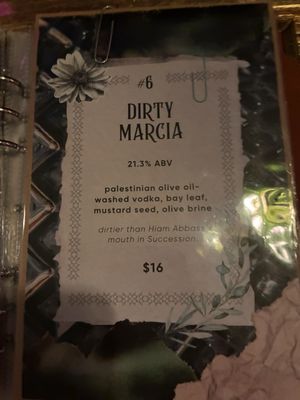 #6
DIRTY
MARCIA
21.3% ABV
palestinian olive oil-
washed vodka, bay leaf,
mustard seed, olive brine
dirtier than Hiam Abbass'
mouth in Succession.
$16